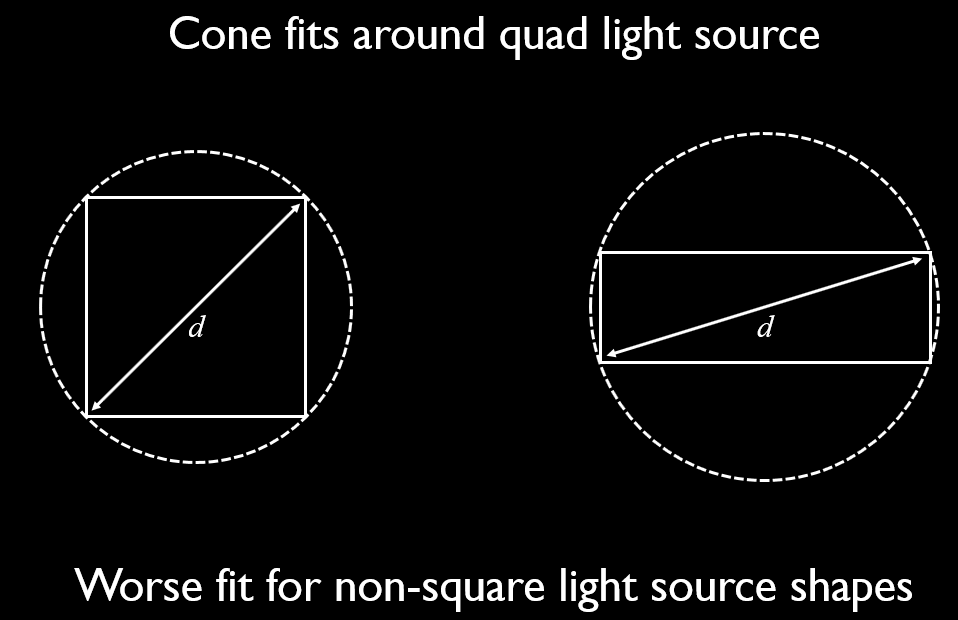 Cone fits around quad light source
d
d
Worse fit for non-square light source shapes